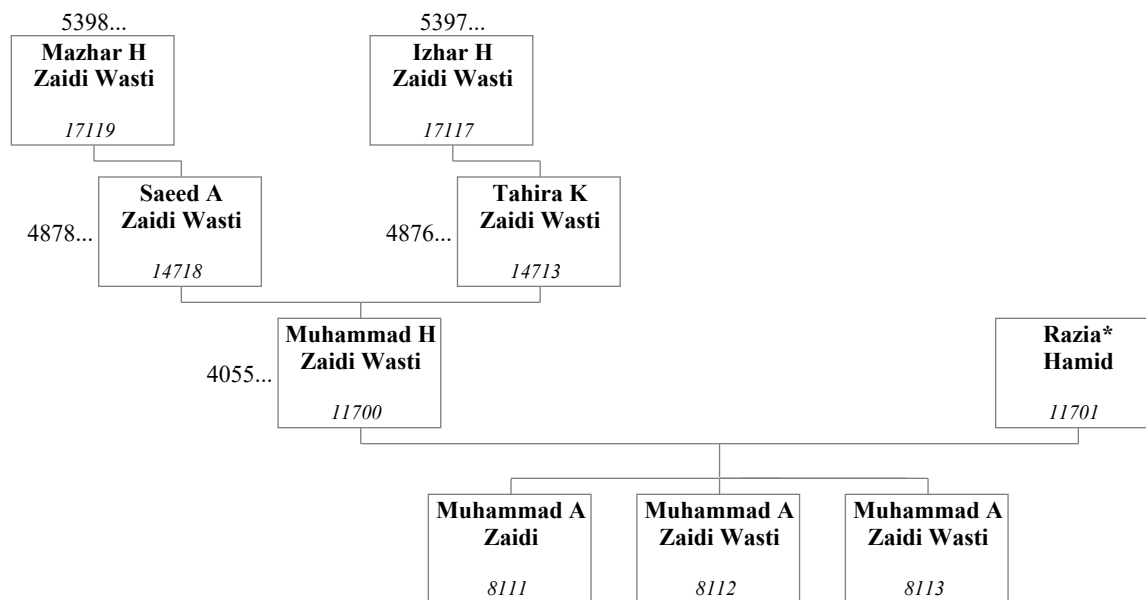 5398...
Mazhar H
Zaidi Wasti
17119
5397...
Izhar H
Zaidi Wasti
17117
4878...
Saeed A
Zaidi Wasti
14718
4876...
Tahira K
Zaidi Wasti
14713
4055...
Muhammad H
Zaidi Wasti
11700
Razia*
Hamid
11701
Muhammad A
Zaidi
8111
Muhammad A
Zaidi Wasti
8112
Muhammad A
Zaidi Wasti
8113